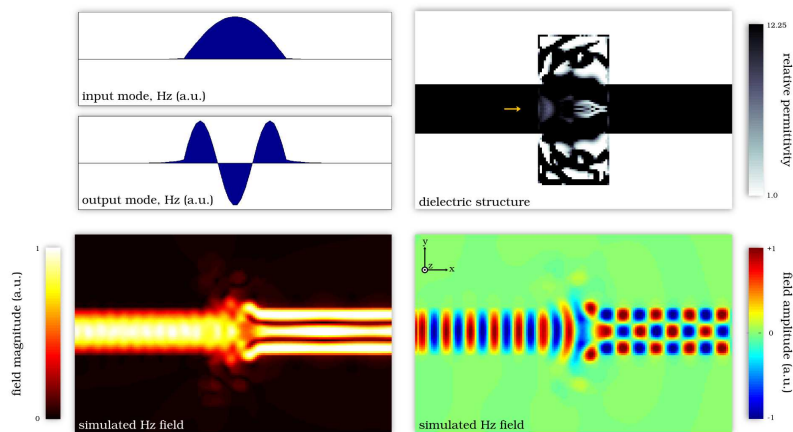 input mode, Hz (a.u.)
output mode, Hz (a.u.)
dielectric structure
12.25
relative permittivity
1.0
1
field magnitude (a.u.)
0
simulated Hz field
y
z
x
simulated Hz field
+1
field amplitude (a.u.)
0
-1